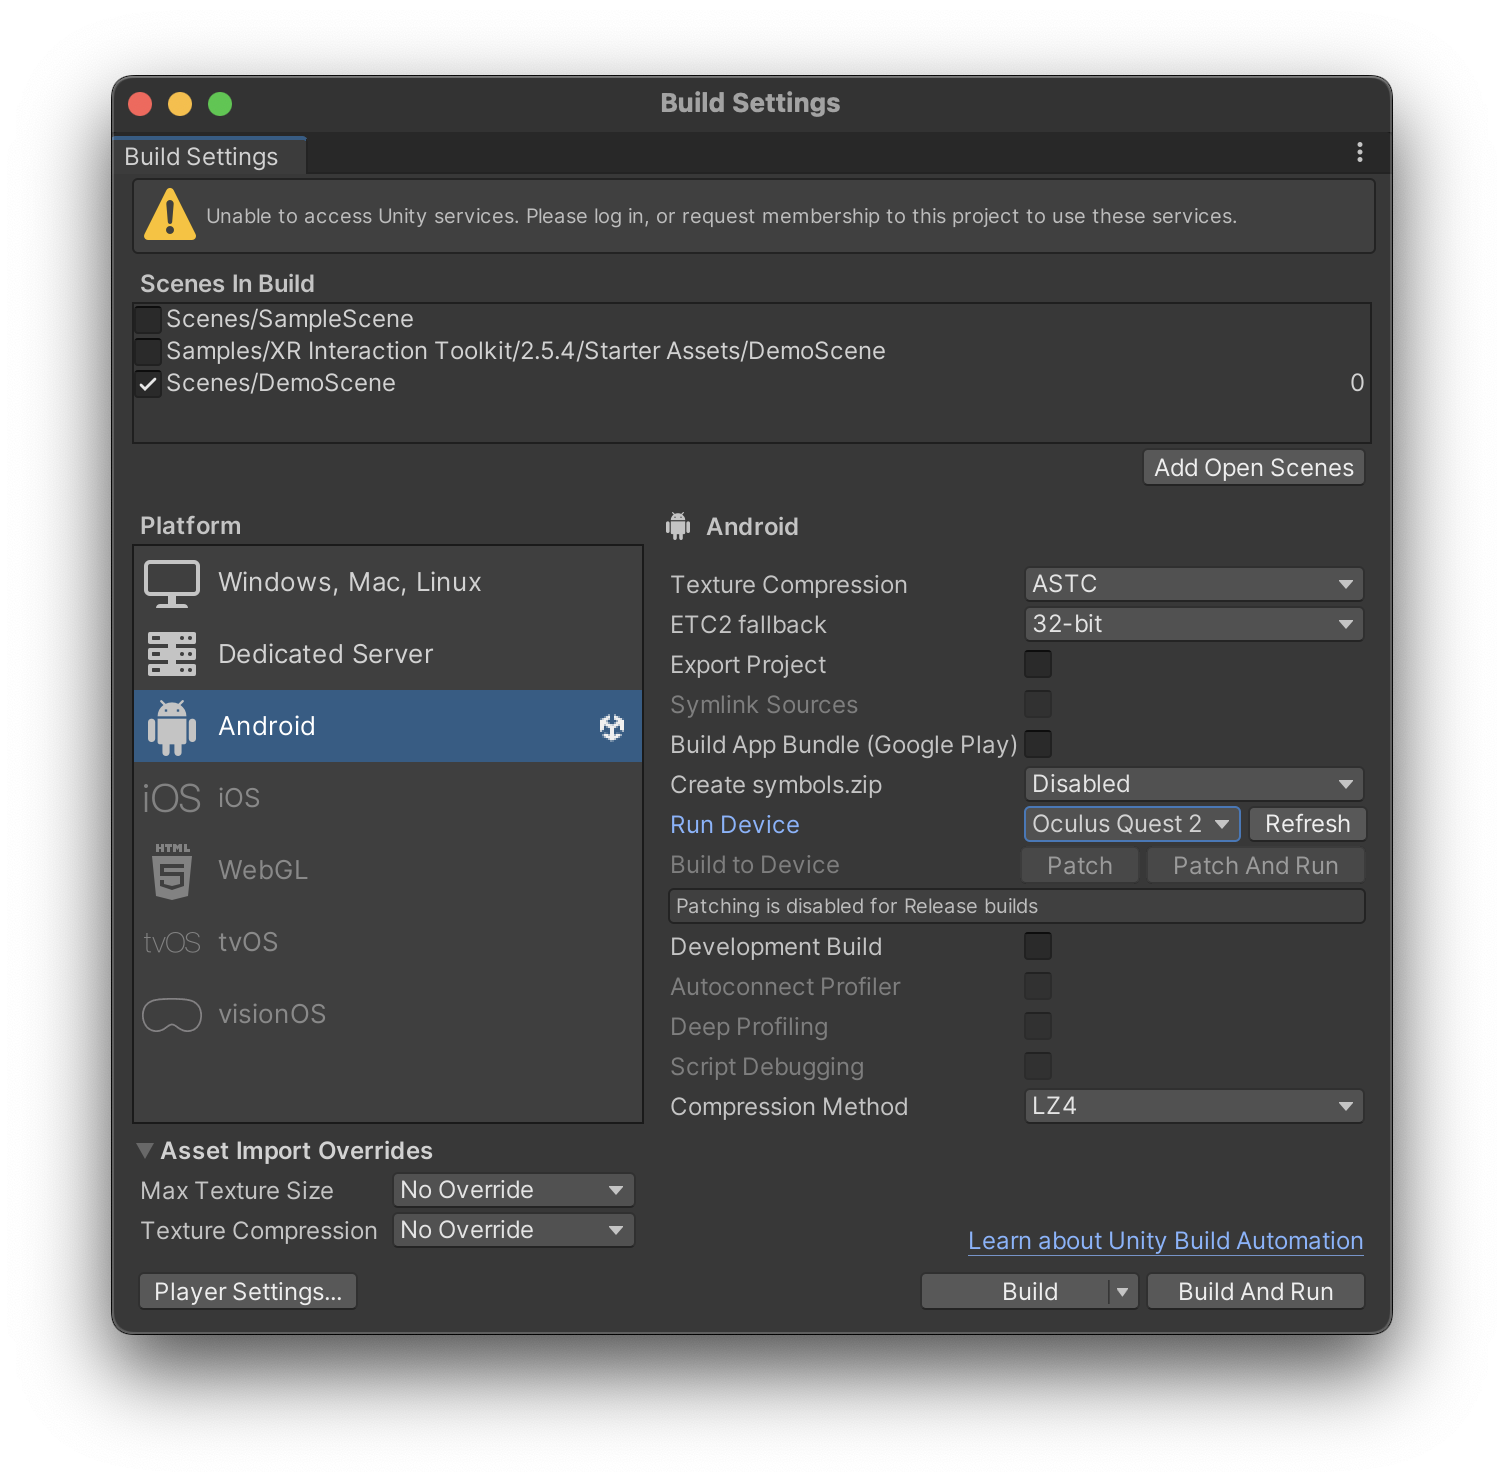 Build Settings
Build Settings
Unable to access Unity services. Please log in, or request membership to this project to use these services.
Scenes In Build
Scenes/SampleScene
Samples/XR Interaction Toolkit/2.5.4/Starter Assets/DemoScene
Scenes/DemoScene 0
Add Open Scenes
Platform
Windows, Mac, Linux
Dedicated Server
Android
iOS iOS
HTML 5 WebGL
tvOS tvOS
visionOS
Android
Texture Compression ASTC
ETC2 fallback 32-bit
Export Project
Symlink Sources
Build App Bundle (Google Play)
Create symbols.zip Disabled
Run Device Oculus Quest 2 Refresh
Build to Device Patch Patch And Run
Patching is disabled for Release builds
Development Build
Autoconnect Profiler
Deep Profiling
Script Debugging
Compression Method LZ4
Asset Import Overrides
Max Texture Size No Override
Texture Compression No Override
Learn about Unity Build Automation
Player Settings... Build Build And Run